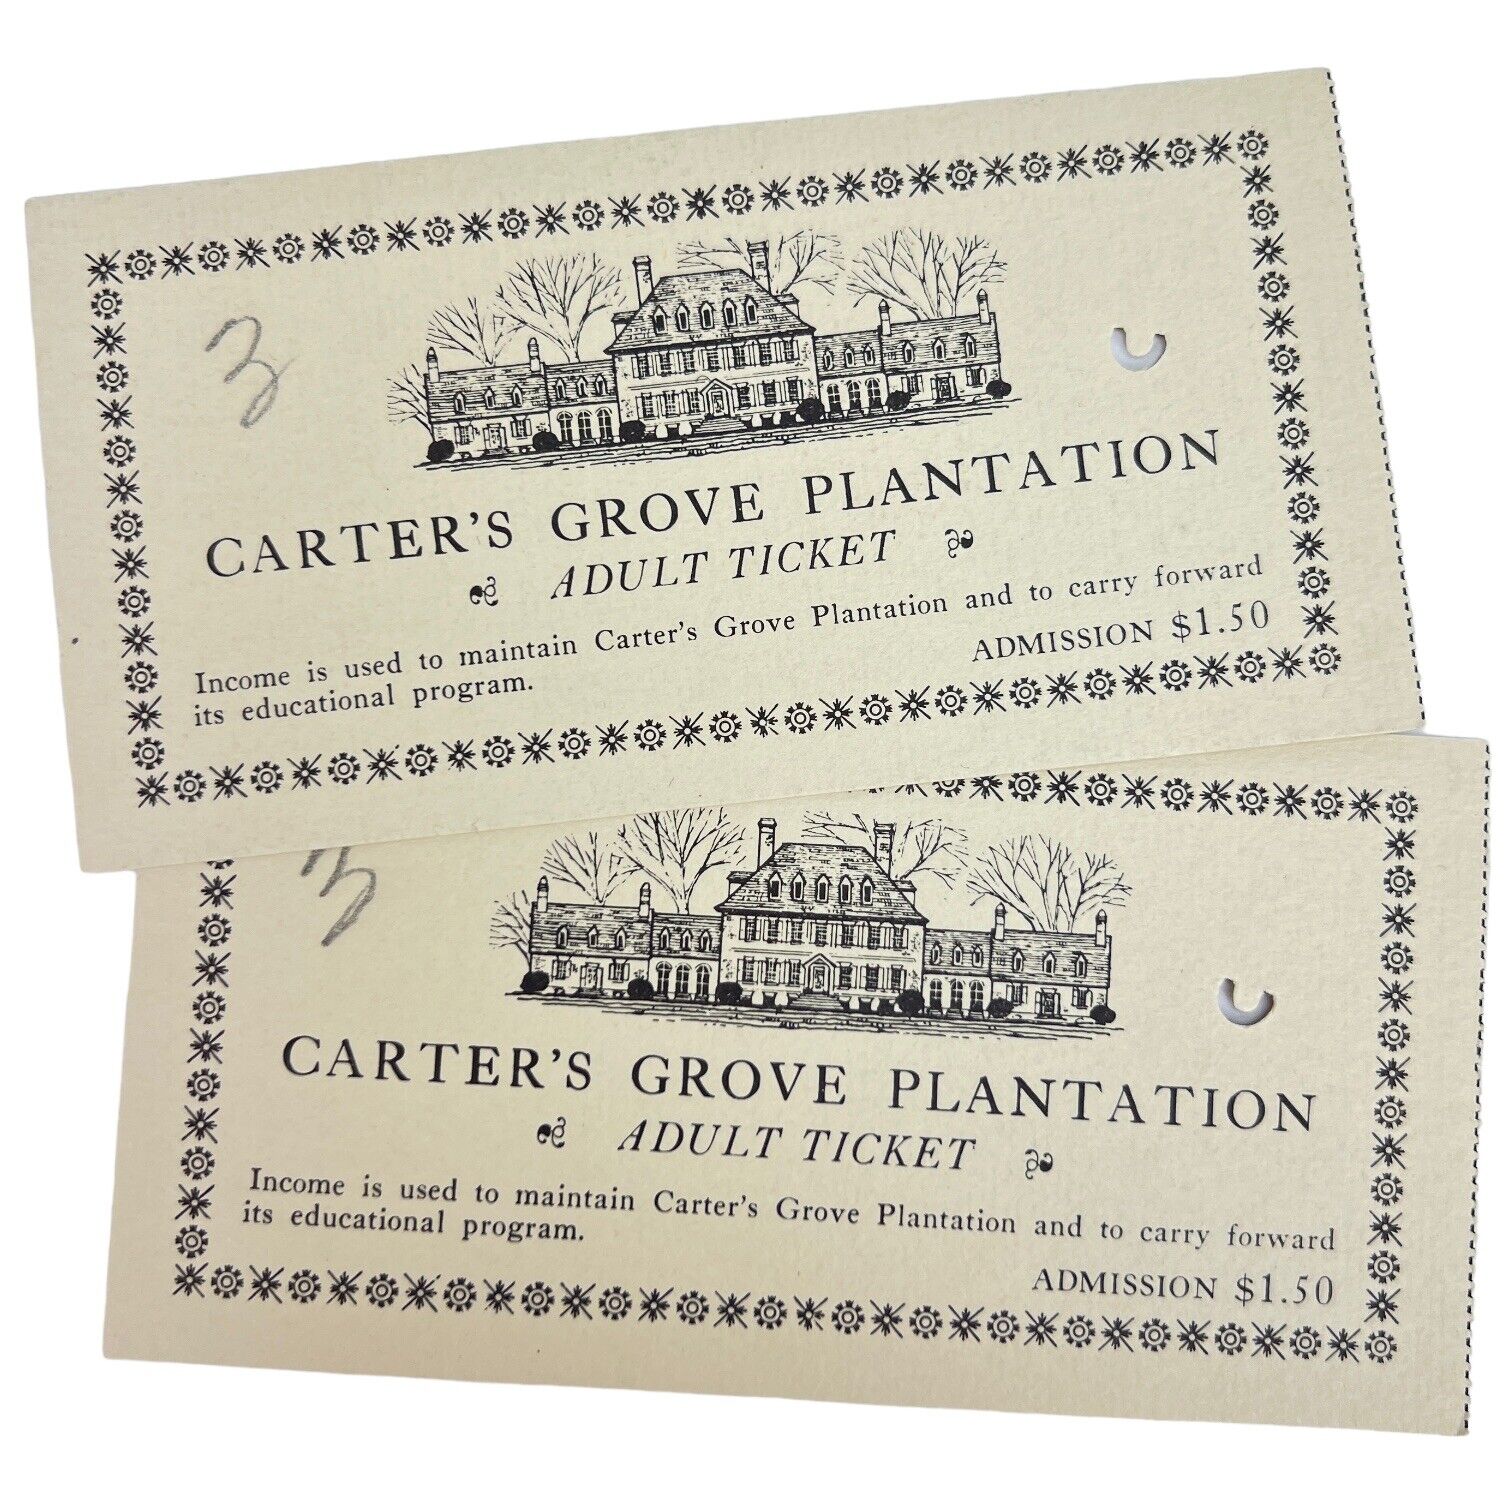 3
CARTER'S GROVE PLANTATION
ADULT TICKET
Income is used to maintain Carter's Grove Plantation and to carry forward
its educational program.
ADMISSION $1.50
3
CARTER'S GROVE PLANTATION
ADULT TICKET
Income is used to maintain Carter's Grove Plantation and to carry forward
its educational program.
ADMISSION $1.50